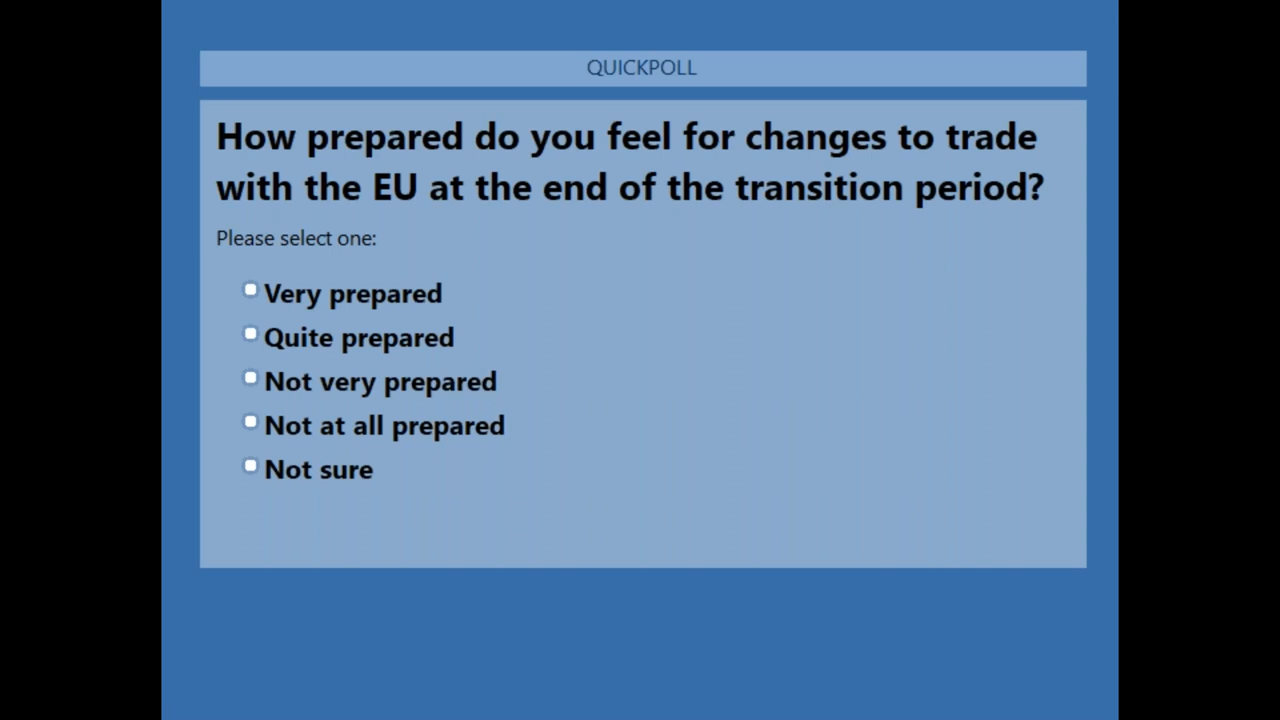 QUICKPOLL
How prepared do you feel for changes to trade
with the EU at the end of the transition period?
Please select one:
Very prepared
Quite prepared
Not very prepared
Not at all prepared
Not sure